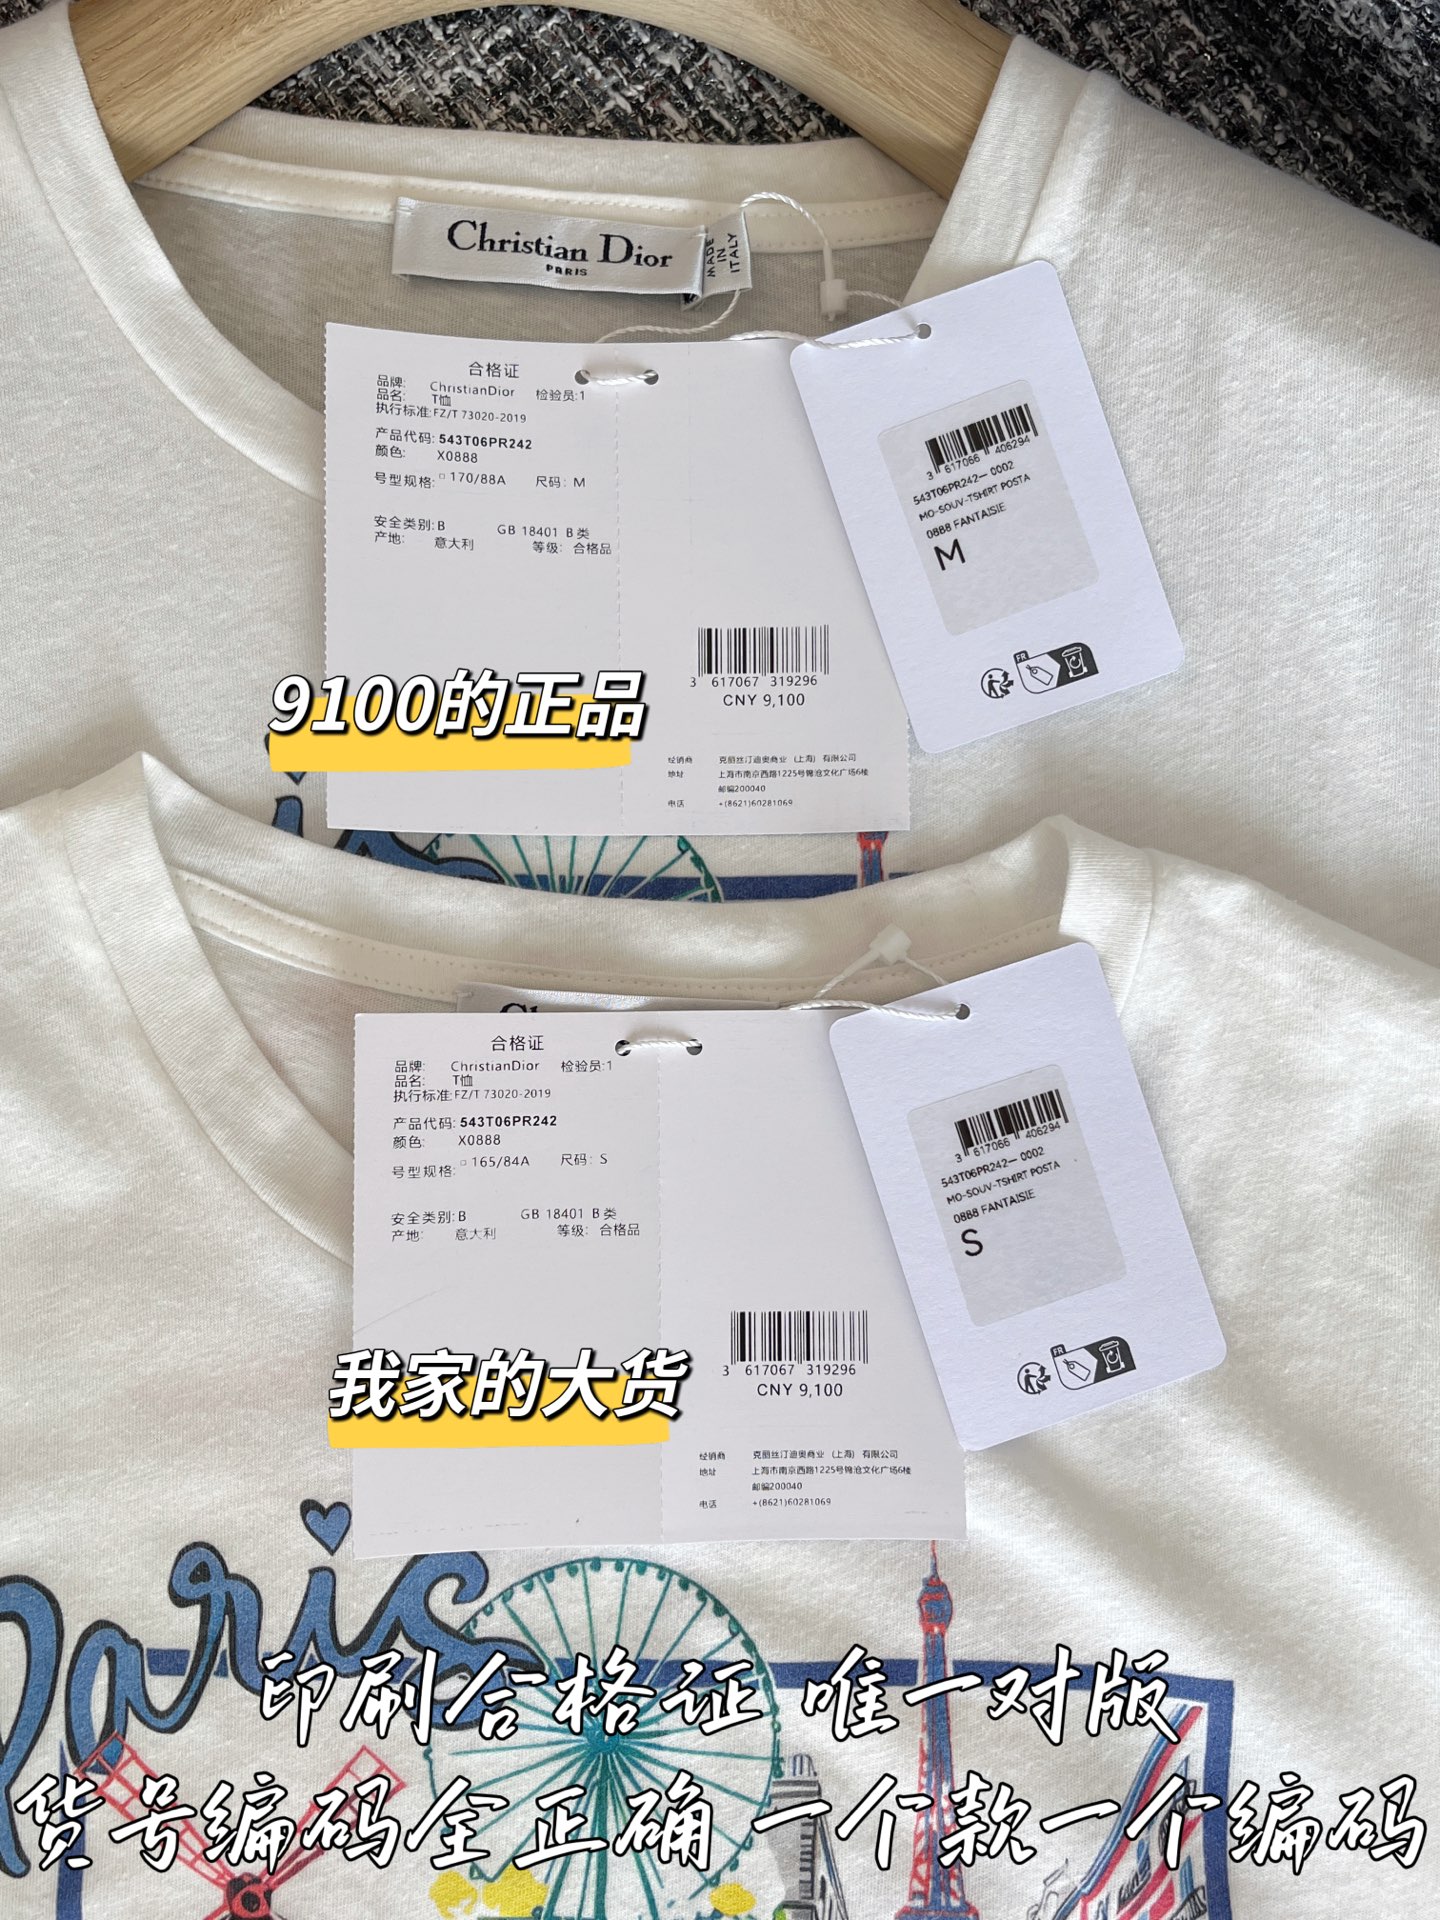 Christian Dior
PARIS
MADE
IN
ITALY
合格证
品牌: ChristianDior 检验员:1
品名: T恤
执行标准:FZ/T 73020-2019
产品代码:543T06PR242
颜色: X0888
号型规格:□170/88A 尺码: M
安全类别:B GB 18401 B类
产地: 意大利 等级: 合格品
3 617067 319296
CNY 9,100
经销商 克丽丝汀迪奥商业 (上海) 有限公司
地址 上海市南京西路1225号锦沧文化广场6楼
邮编200040
电话 +(8621)60281069
3 617066 406294
543T06PR242-0002
MO-SOUV-TSHIRT POSTA
0888 FANTAISIE
M
FR
9100的正品
合格证
品牌: ChristianDior 检验员:1
品名: T恤
执行标准:FZ/T 73020-2019
产品代码:543T06PR242
颜色: X0888
号型规格:□165/84A 尺码: S
安全类别:B GB 18401 B类
产地: 意大利 等级: 合格品
3 617067 319296
CNY 9,100
经销商 克丽丝汀迪奥商业 (上海) 有限公司
地址 上海市南京西路1225号锦沧文化广场6楼
邮编200040
电话 +(8621)60281069
3 617066 406294
543T06PR242-0002
MO-SOUV-TSHIRT POSTA
0888 FANTAISIE
S
FR
我家的大货
Paris
印刷合格证 唯一对版
货号编码全正确 一个款一个编码